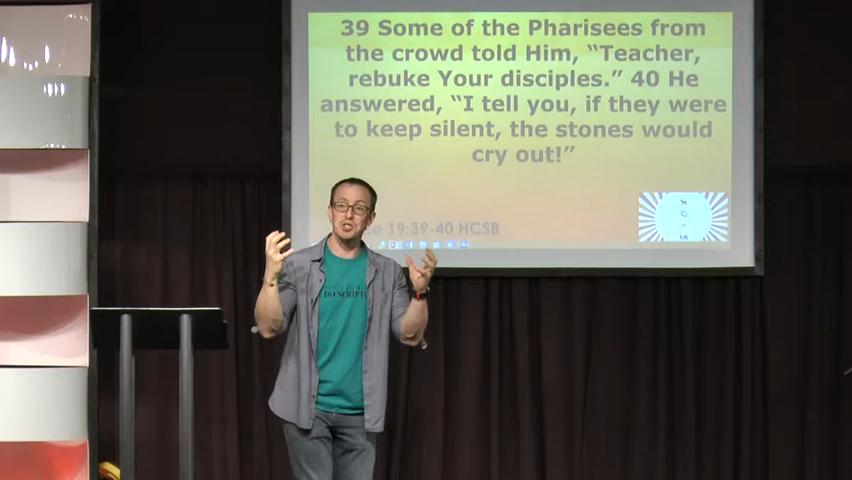 39 Some of the Pharisees from
the crowd told Him, “Teacher,
rebuke Your disciples.” 40 He
answered, “I tell you, if they were
to keep silent, the stones would
cry out!”
19:39-40 HCSB
DO SCRIPT